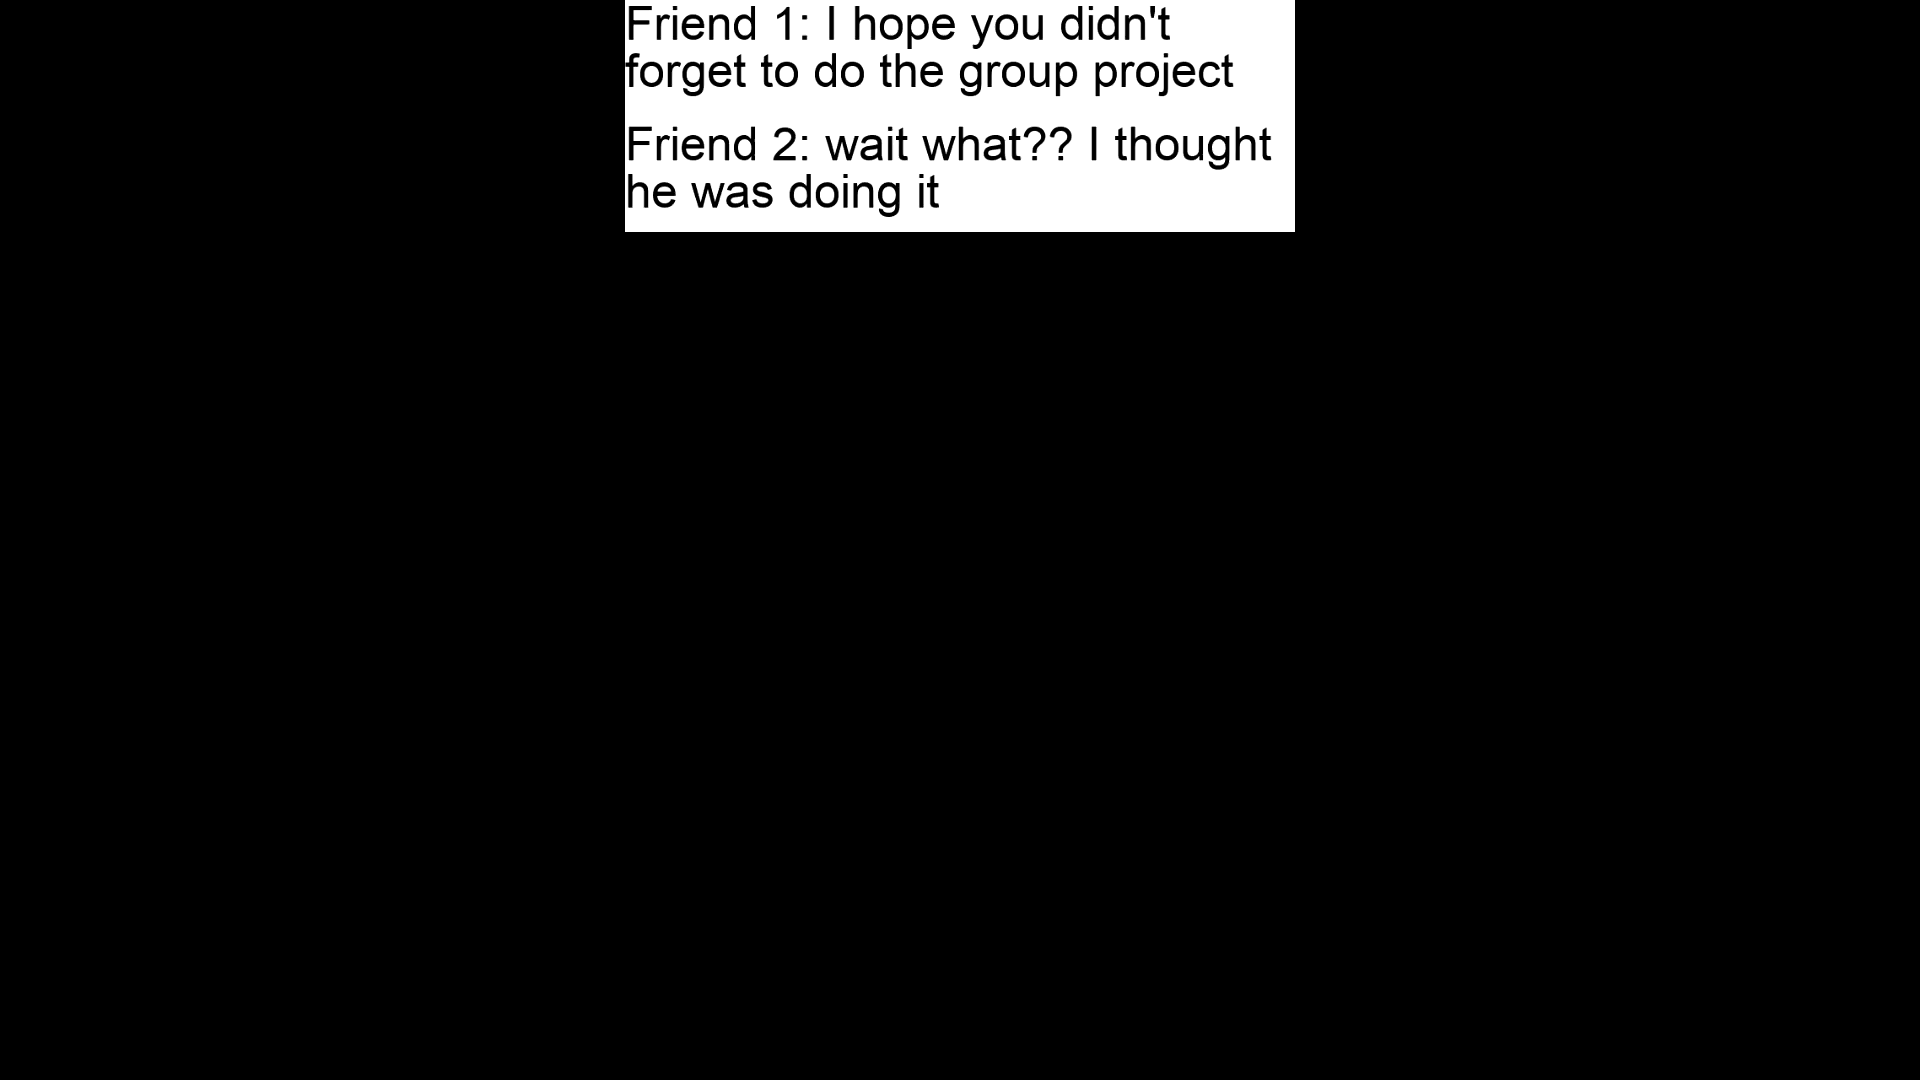 Friend 1: I hope you didn't
forget to do the group project
Friend 2: wait what?? I thought
he was doing it